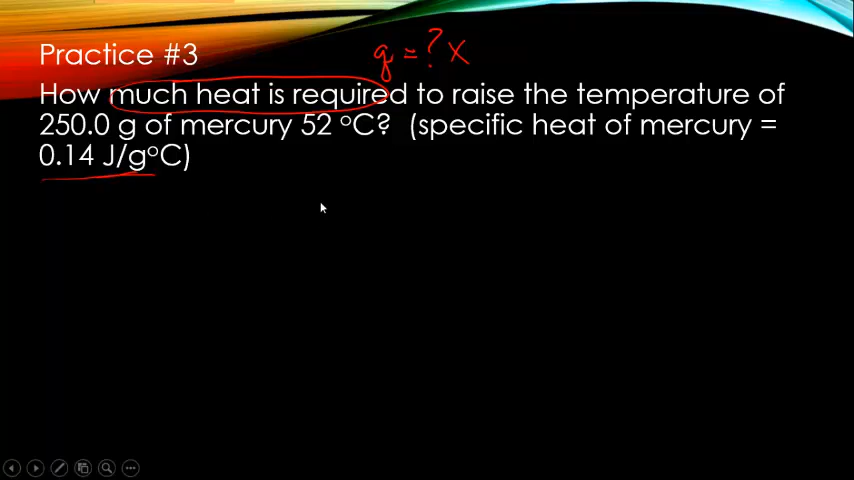 Practice #3
q = ? x
How much heat is required to raise the temperature of
250.0 g of mercury 52 °C? (specific heat of mercury =
0.14 J/g°C)